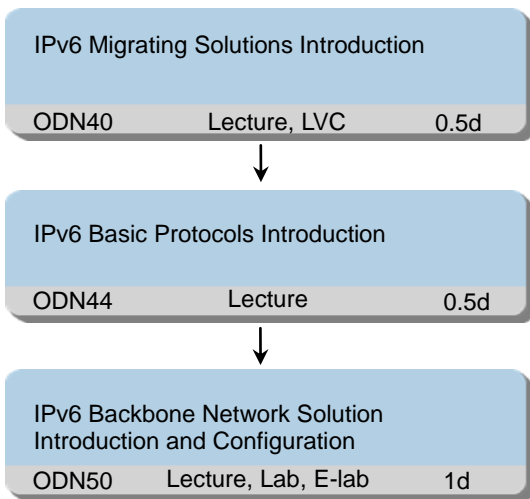 IPv6 Migrating Solutions Introduction
ODN40 Lecture, LVC 0.5d
IPv6 Basic Protocols Introduction
ODN44 Lecture 0.5d
IPv6 Backbone Network Solution
Introduction and Configuration
ODN50 Lecture, Lab, E-lab 1d